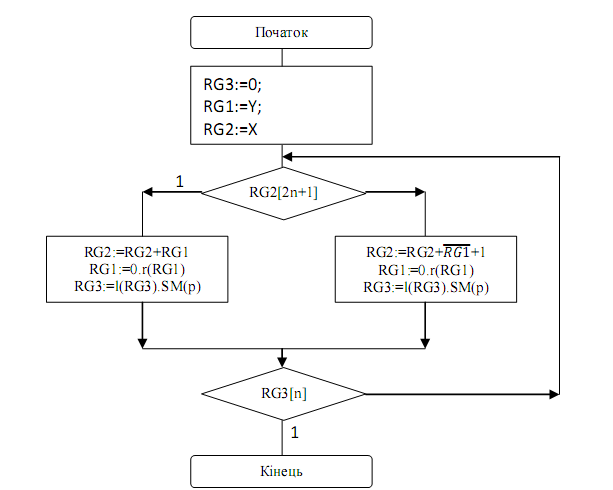 Початок
RG3:=0;
RG1:=Y;
RG2:=X
RG2[2n+1]
1
RG2:=RG2+RG1
RG1:=0.r(RG1)
RG3:=l(RG3).SM(p)
RG2:=RG2+R̅G̅1̅+1
RG1:=0.r(RG1)
RG3:=l(RG3).SM(p)
RG3[n]
1
Кінець